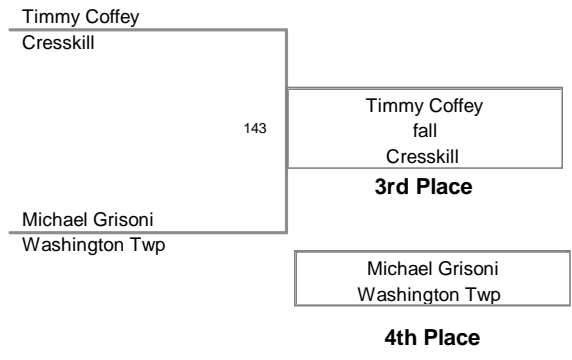 Timmy Coffey
Cresskill
143
Timmy Coffey
fall
Cresskill
3rd Place
Michael Grisoni
Washington Twp
Michael Grisoni
Washington Twp
4th Place